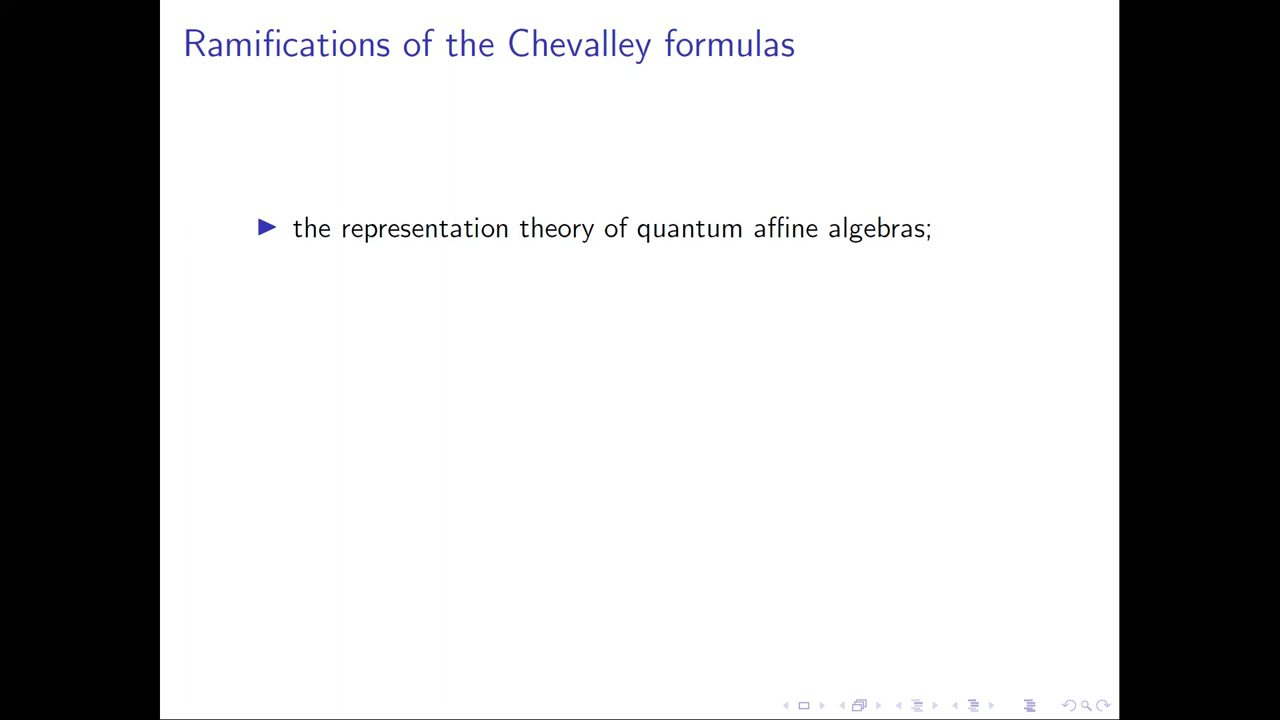 Ramifications of the Chevalley formulas
the representation theory of quantum affine algebras;